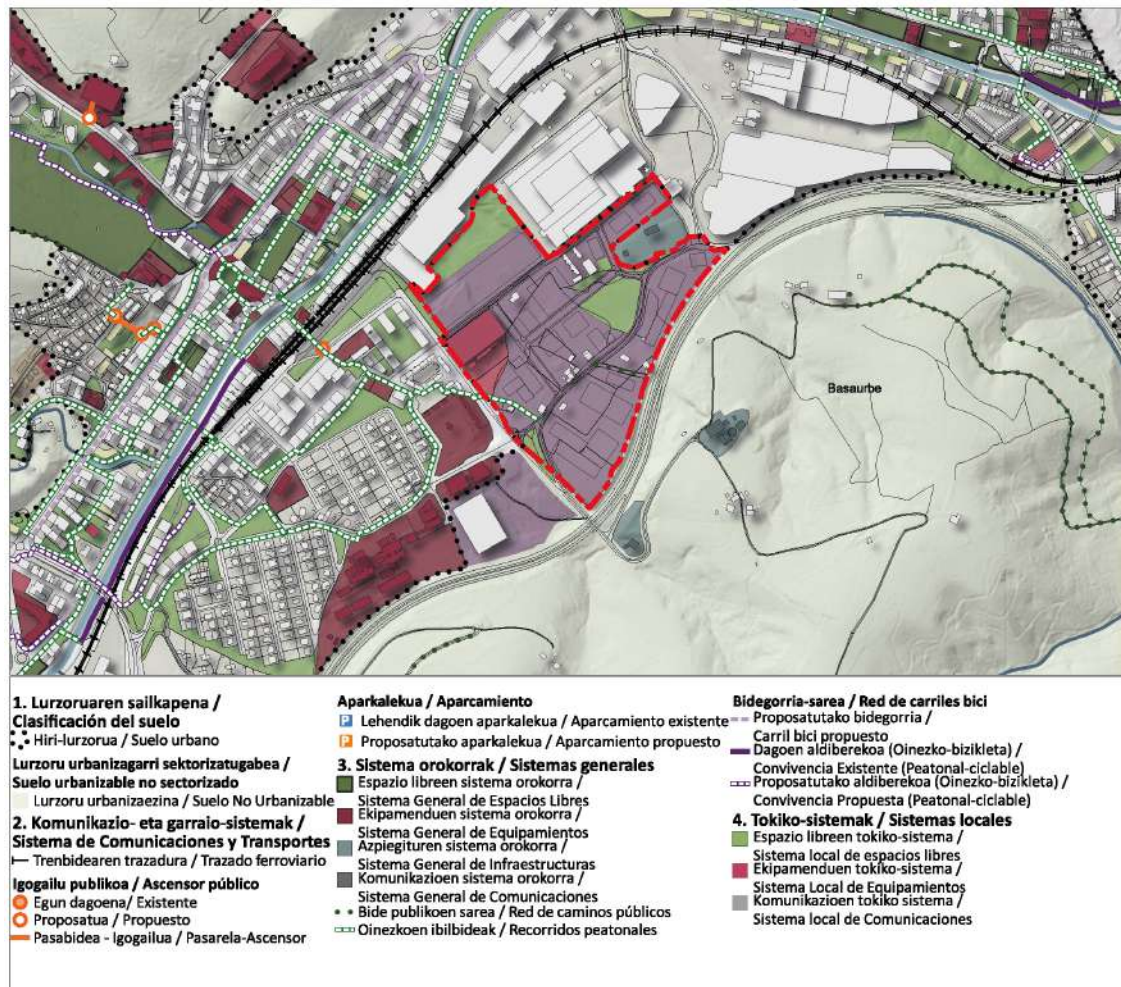 Basaurbe
1. Lurzoruaren sailkapena /
Clasificación del suelo
Hiri-lurzorua / Suelo urbano
Lurzoru urbanizagarri sektorizatugabea /
Suelo urbanizable no sectorizado
Lurzoru urbanizaezina / Suelo No Urbanizable
2. Komunikazio- eta garraio-sistemak /
Sistema de Comunicaciones y Transportes
Trenbidearen trazadura / Trazado ferroviario
Igogailu publikoa / Ascensor público
Egun dagoena/ Existente
Proposatua / Propuesto
Pasabidea - Igogailua / Pasarela-Ascensor
Aparkalekua / Aparcamiento
P Lehendik dagoen aparkalekua / Aparcamiento existente
P Proposatutako aparkalekua / Aparcamiento propuesto
3. Sistema orokorrak / Sistemas generales
Espazio libreen sistema orokorra /
Sistema General de Espacios Libres
Ekipamenduen sistema orokorra /
Sistema General de Equipamientos
Azpiegituren sistema orokorra /
Sistema General de Infraestructuras
Komunikazioen sistema orokorra /
Sistema General de Comunicaciones
Bide publikoen sarea / Red de caminos públicos
Oinezkoen ibilbideak / Recorridos peatonales
Bidegorria-sarea / Red de carriles bici
Proposatutako bidegorria /
Carril bici propuesto
Dagoen aldiberekoa (Oinezko-bizikleta) /
Convivencia Existente (Peatonal-ciclable)
Proposatutako aldiberekoa (Oinezko-bizikleta) /
Convivencia Propuesta (Peatonal-ciclable)
4. Tokiko-sistemak / Sistemas locales
Espazio libreen tokiko-sistema /
Sistema local de espacios libres
Ekipamenduen tokiko-sistema /
Sistema Local de Equipamientos
Komunikazioen tokiko sistema /
Sistema local de Comunicaciones